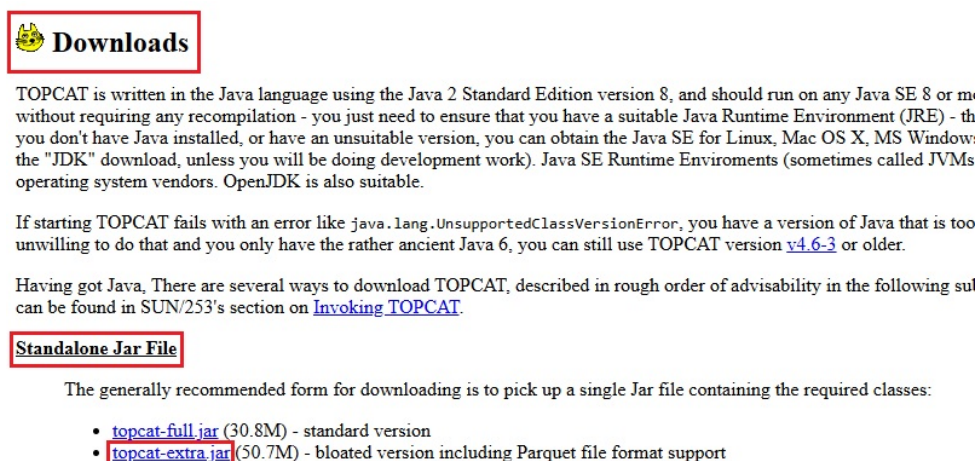 Downloads
TOPCAT is written in the Java language using the Java 2 Standard Edition version 8, and should run on any Java SE 8 or
without requiring any recompilation - you just need to ensure that you have a suitable Java Runtime Environment (JRE) -
you don't have Java installed, or have an unsuitable version, you can obtain the Java SE for Linux, Mac OS X, MS Windows
the "JDK" download, unless you will be doing development work). Java SE Runtime Enviroments (sometimes called JVMs
operating system vendors. OpenJDK is also suitable.
If starting TOPCAT fails with an error like java.lang.UnsupportedClassVersionError, you have a version of Java that is too
unwilling to do that and you only have the rather ancient Java 6, you can still use TOPCAT version v4.6-3 or older.
Having got Java, There are several ways to download TOPCAT, described in rough order of advisability in the following
can be found in SUN/253's section on Invoking TOPCAT.
Standalone Jar File
The generally recommended form for downloading is to pick up a single Jar file containing the required classes:
• topcat-full.jar (30.8M) - standard version
• topcat-extra.jar (50.7M) - bloated version including Parquet file format support